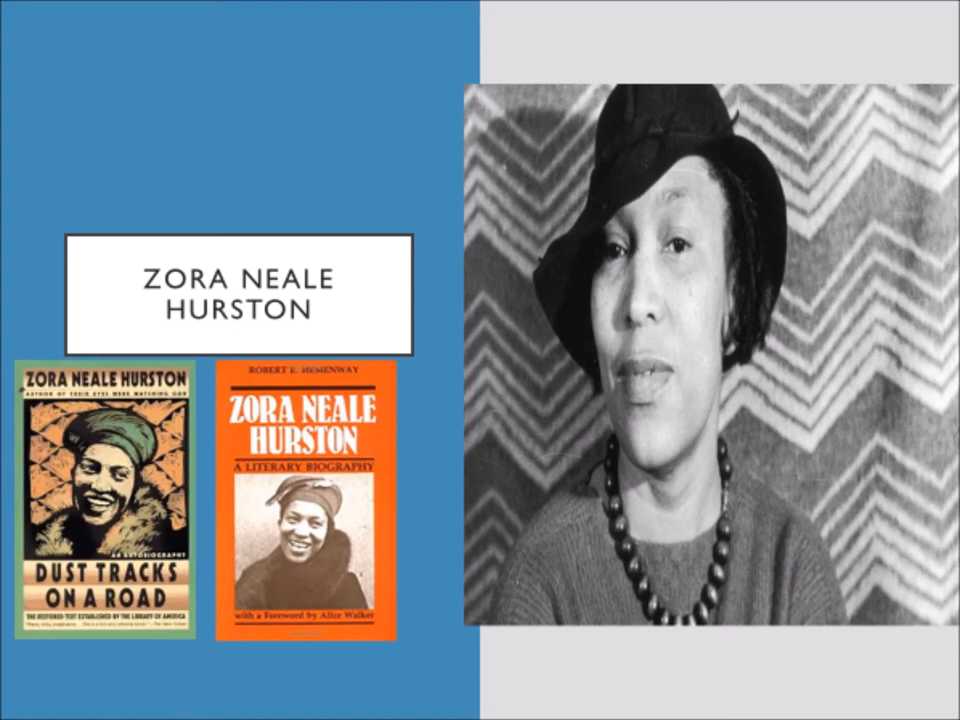 ZORA NEALE
HURSTON
ZORA NEALE HURSTON
AUTHOR OF THEIR EYES WERE WATCHING GOD
AN AUTOBIOGRAPHY
DUST TRACKS
ON A ROAD
THE RESTORED TEXT ESTABLISHED BY THE LIBRARY OF AMERICA
ROBERT E. HEMENWAY
ZORA NEALE
HURSTON
A LITERARY BIOGRAPHY
with a Foreword by Alice Walker